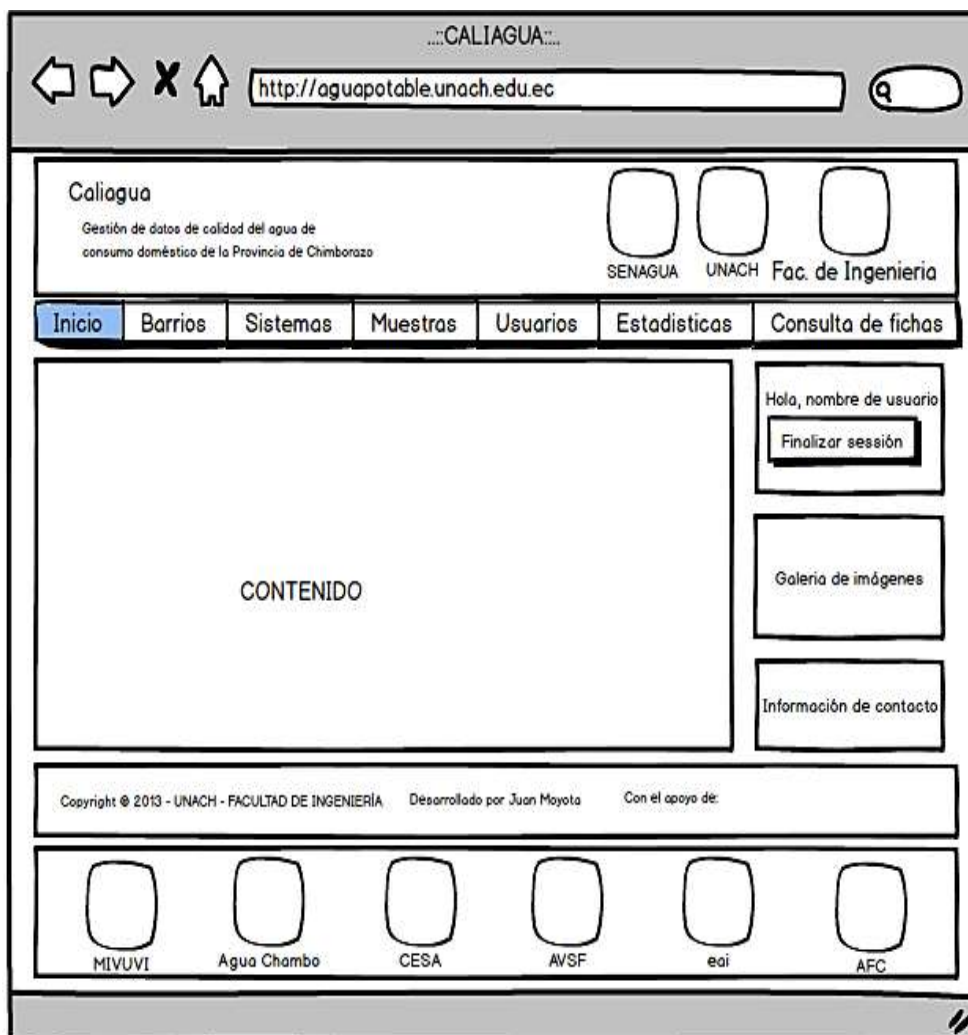 ..::CALIAGUA::..
http://aguapotable.unach.edu.ec
Caliagua
Gestión de datos de calidad del agua de
consumo doméstico de la Provincia de Chimborazo
SENAGUA UNACH Fac. de Ingenieria
Inicio Barrios Sistemas Muestras Usuarios Estadisticas Consulta de fichas
Hola, nombre de usuario
Finalizar sessión
CONTENIDO
Galeria de imágenes
Información de contacto
Copyright © 2013 - UNACH - FACULTAD DE INGENIERÍA Desarrollado por Juan Moyota Con el apoyo de:
MIVUVI Agua Chambo CESA AVSF eai AFC